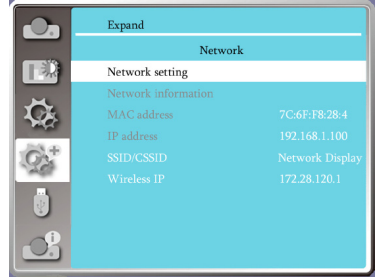 Expand
Network
Network setting
Network information
MAC address 7C:6F:F8:28:4
IP address 192.168.1.100
SSID/CSSID Network Display
Wireless IP 172.28.120.1